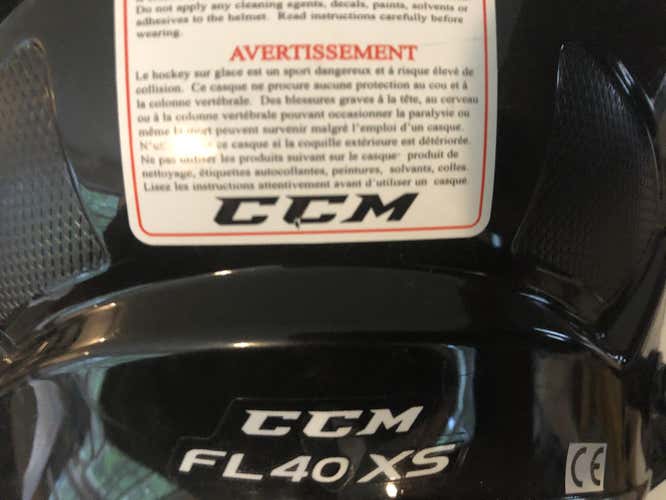 Do not apply any cleaning agents, decals, paints, solvents or
adhesives to the helmet. Read instructions carefully before
wearing.
AVERTISSEMENT
Le hockey sur glace est un sport dangereux et à risque élevé de
collision. Ce casque ne procure aucune protection au cou et à
la colonne vertébrale. Des blessures graves à la tête, au cerveau
ou à la colonne vertébrale pouvant occasionner la paralysie ou
même la mort peuvent survenir malgré l'emploi d'un casque.
ce casque si la coquille extérieure est détériorée.
Ne pas utiliser les produits suivant sur le casque: produit de
nettoyage, étiquettes autocollantes, peintures, solvants, colles.
Lisez les instructions attentivement avant d'utiliser un casque.
CCM
CCM
FL40 XS
CE